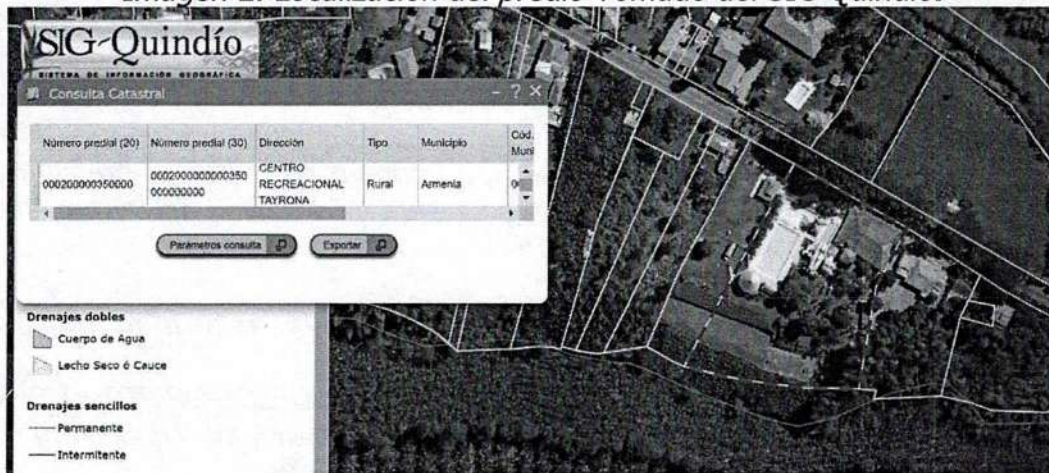 SIG-Quindío
SISTEMA DE INFORMACIÓN GEOGRÁFICA
Consulta Catastral
Número predial (20) Número predial (30) Dirección Tipo Municipio Cód. Muni
000200000350000 0002000000000350 000000000 CENTRO RECREACIONAL TAYRONA Rural Armenia
Parámetros consulta Exportar
Drenajes dobles
Cuerpo de Agua
Lecho Seco ó Cauce
Drenajes sencillos
Permanente
Intermitente